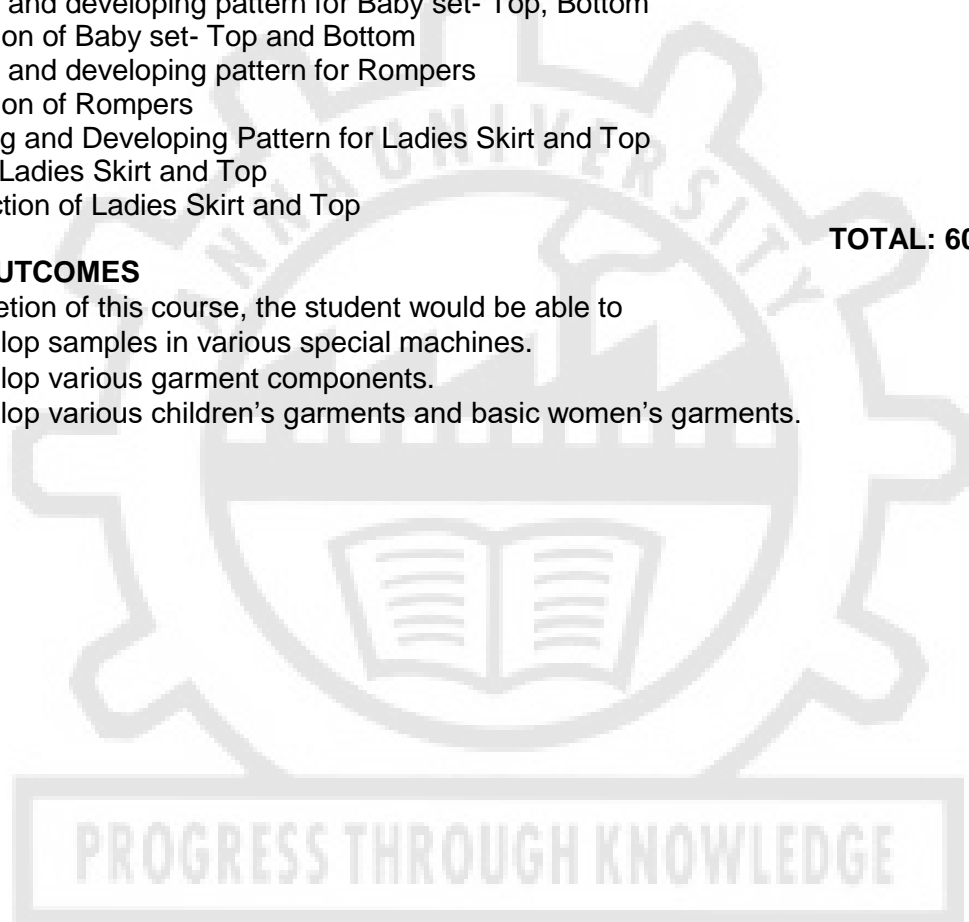 and developing pattern for Baby set- Top, Bottom
on of Baby set- Top and Bottom
and developing pattern for Rompers
on of Rompers
g and Developing Pattern for Ladies Skirt and Top
Ladies Skirt and Top
ction of Ladies Skirt and Top
TOTAL: 60
UTCOMES
etion of this course, the student would be able to
lop samples in various special machines.
lop various garment components.
lop various children's garments and basic women's garments.
ANNA UNIVERSITY
PROGRESS THROUGH KNOWLEDGE